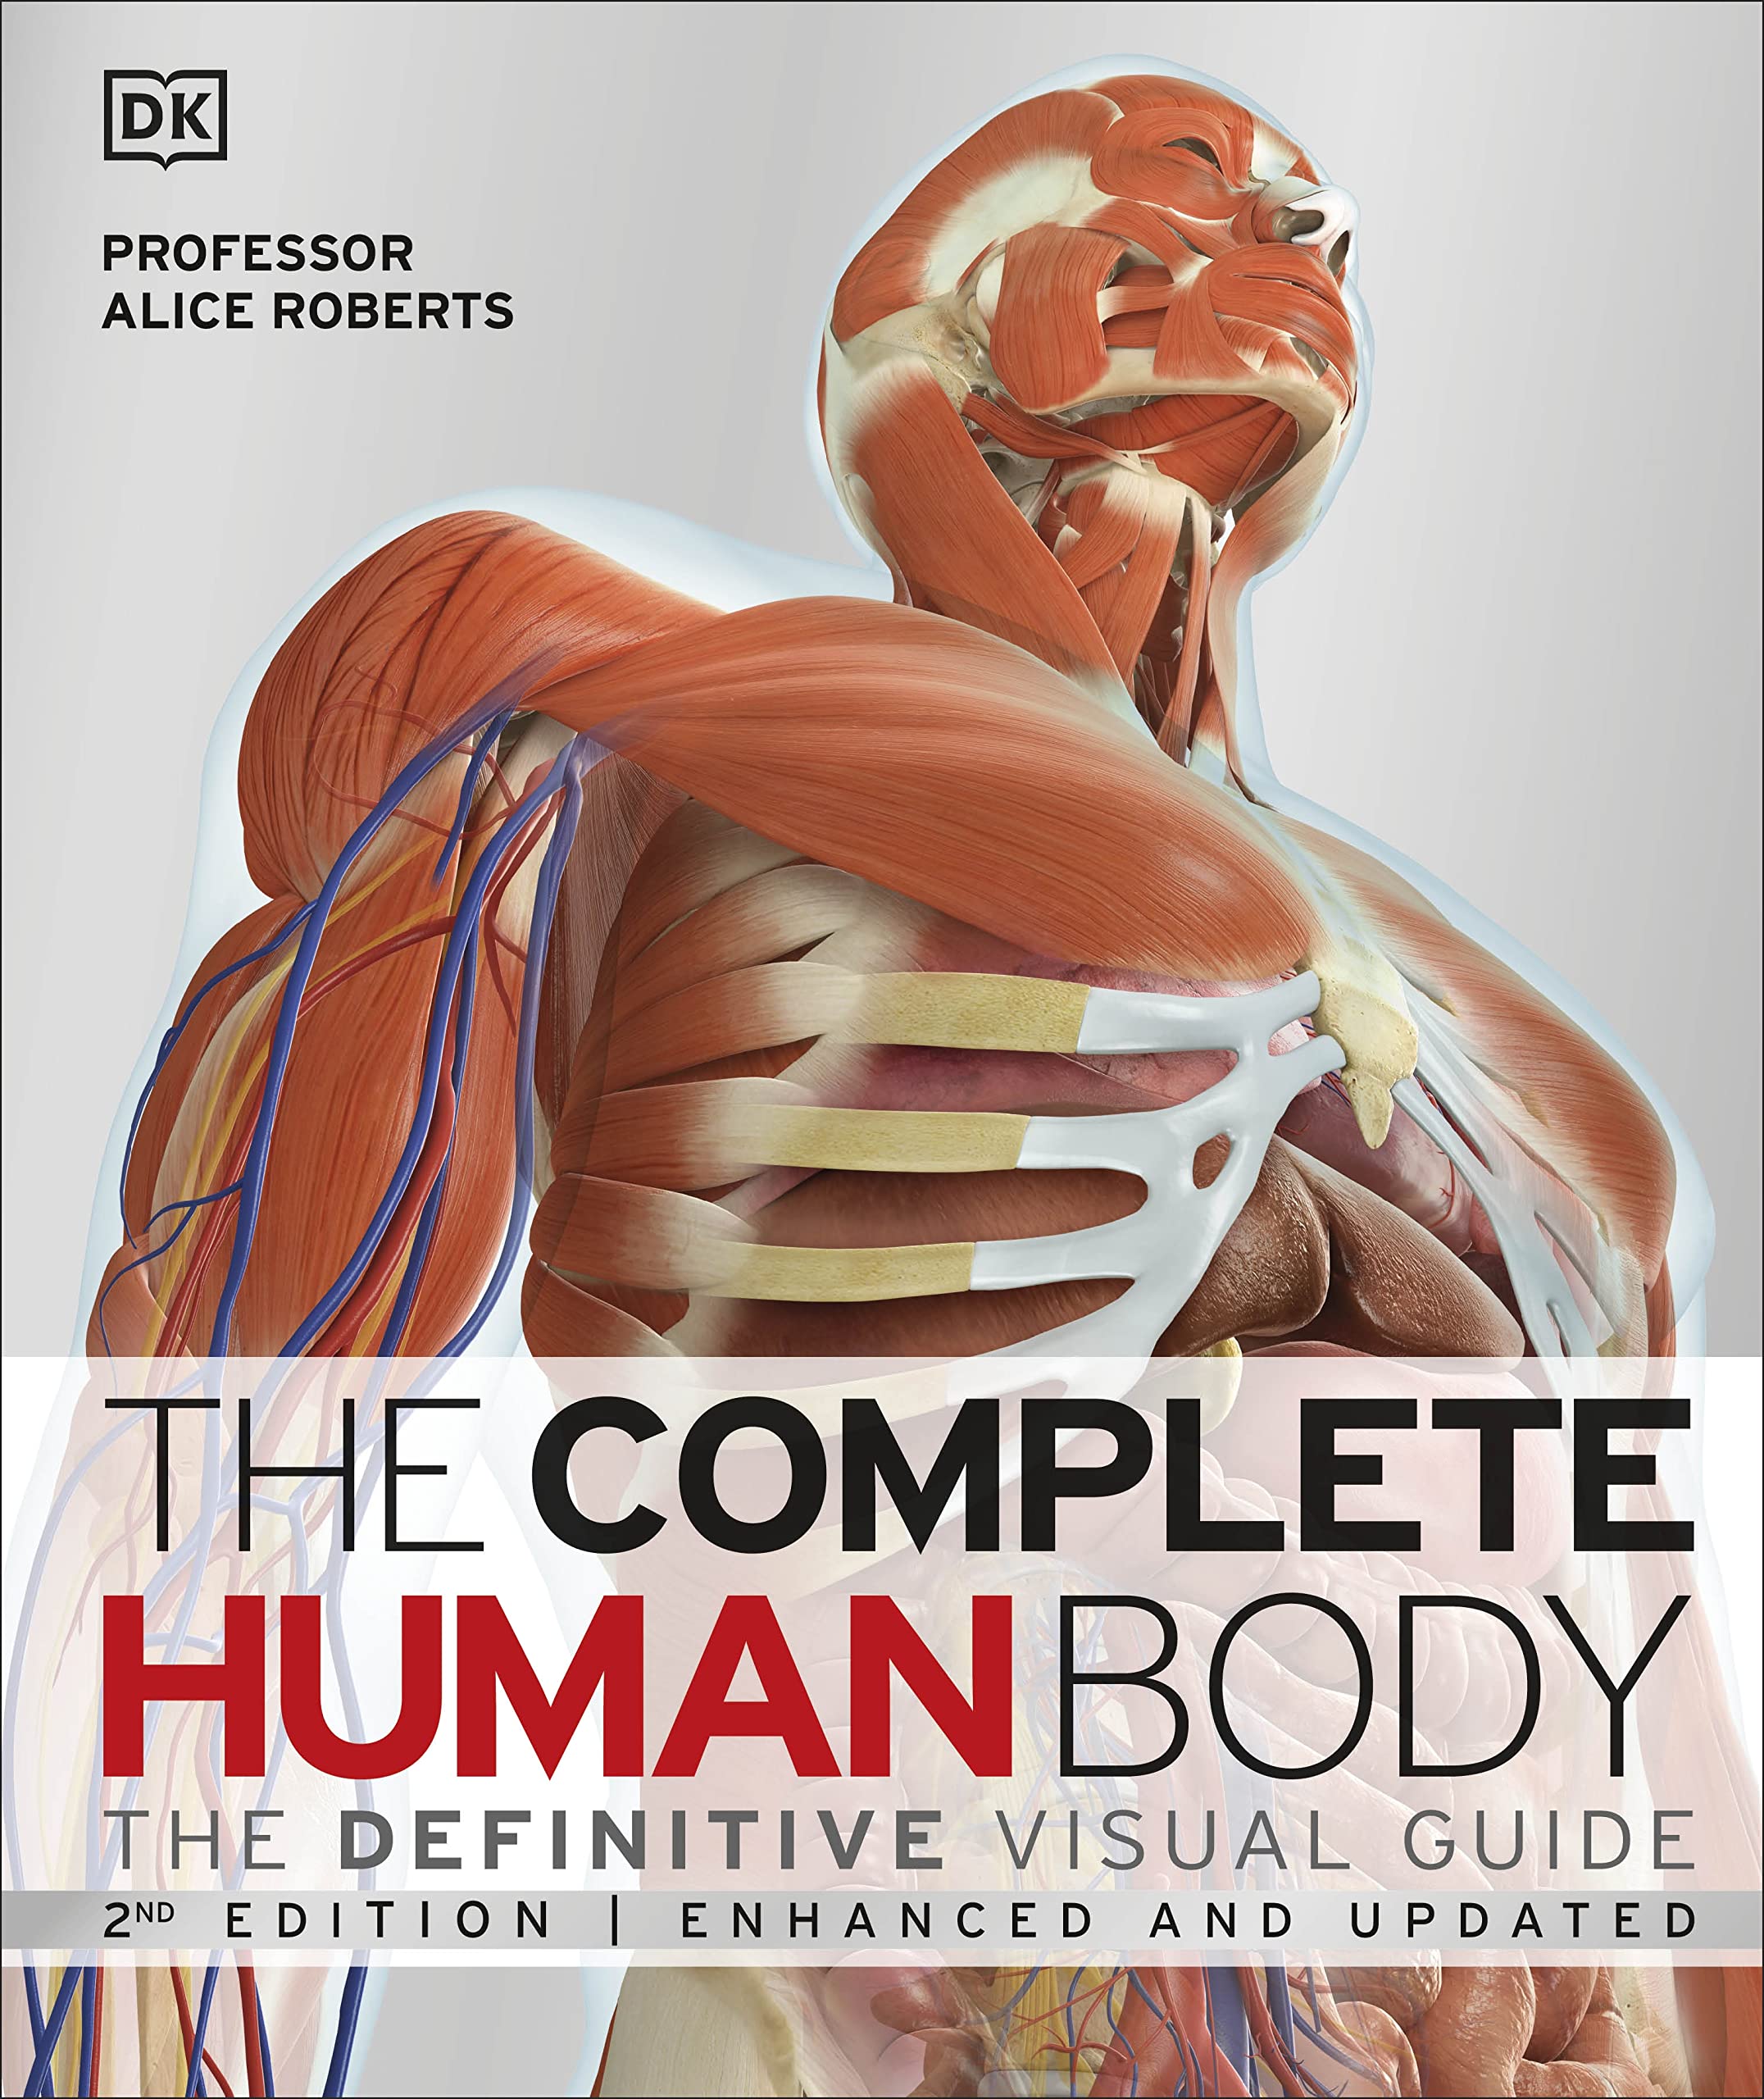 DK
PROFESSOR
ALICE ROBERTS
THE COMPLETE
HUMAN BODY
THE DEFINITIVE VISUAL GUIDE
2ND EDITION | ENHANCED AND UPDATED